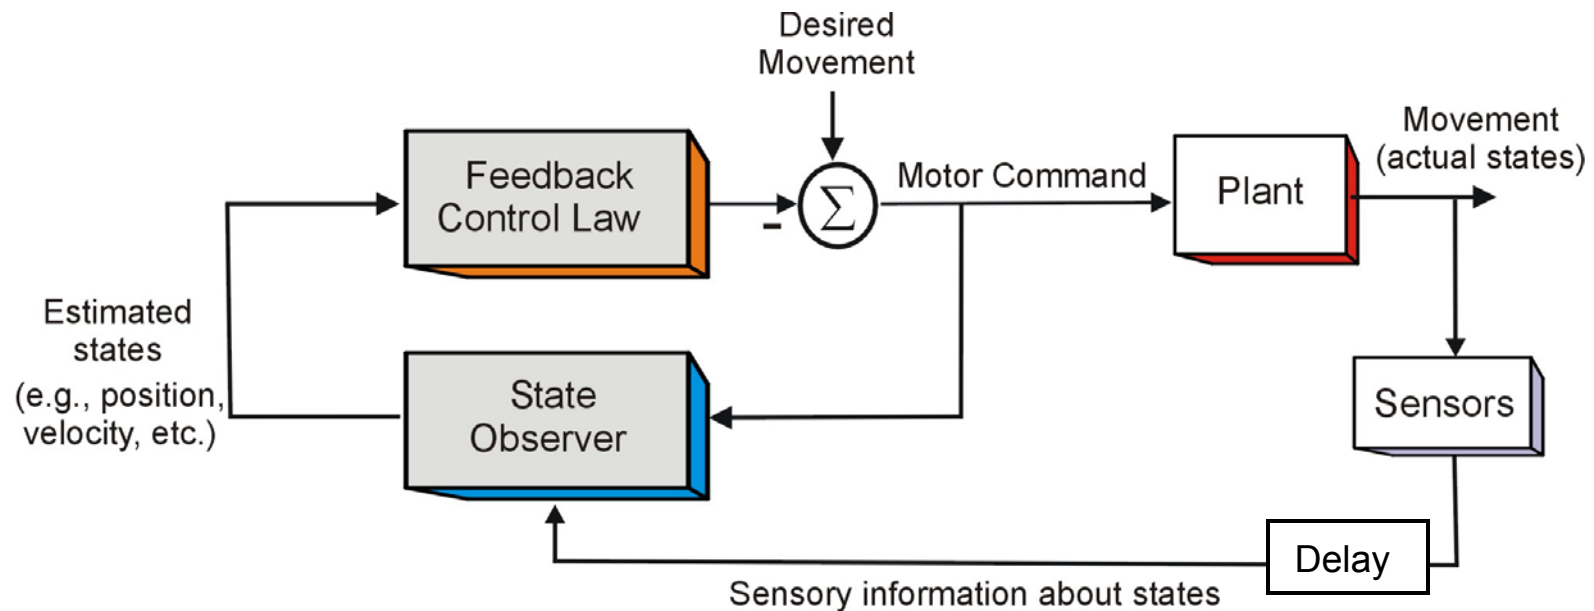 Desired
Movement
Feedback
Control Law
-
Σ
Motor Command
Plant
Movement
(actual states)
Estimated
states
(e.g., position,
velocity, etc.)
State
Observer
Sensors
Delay
Sensory information about states